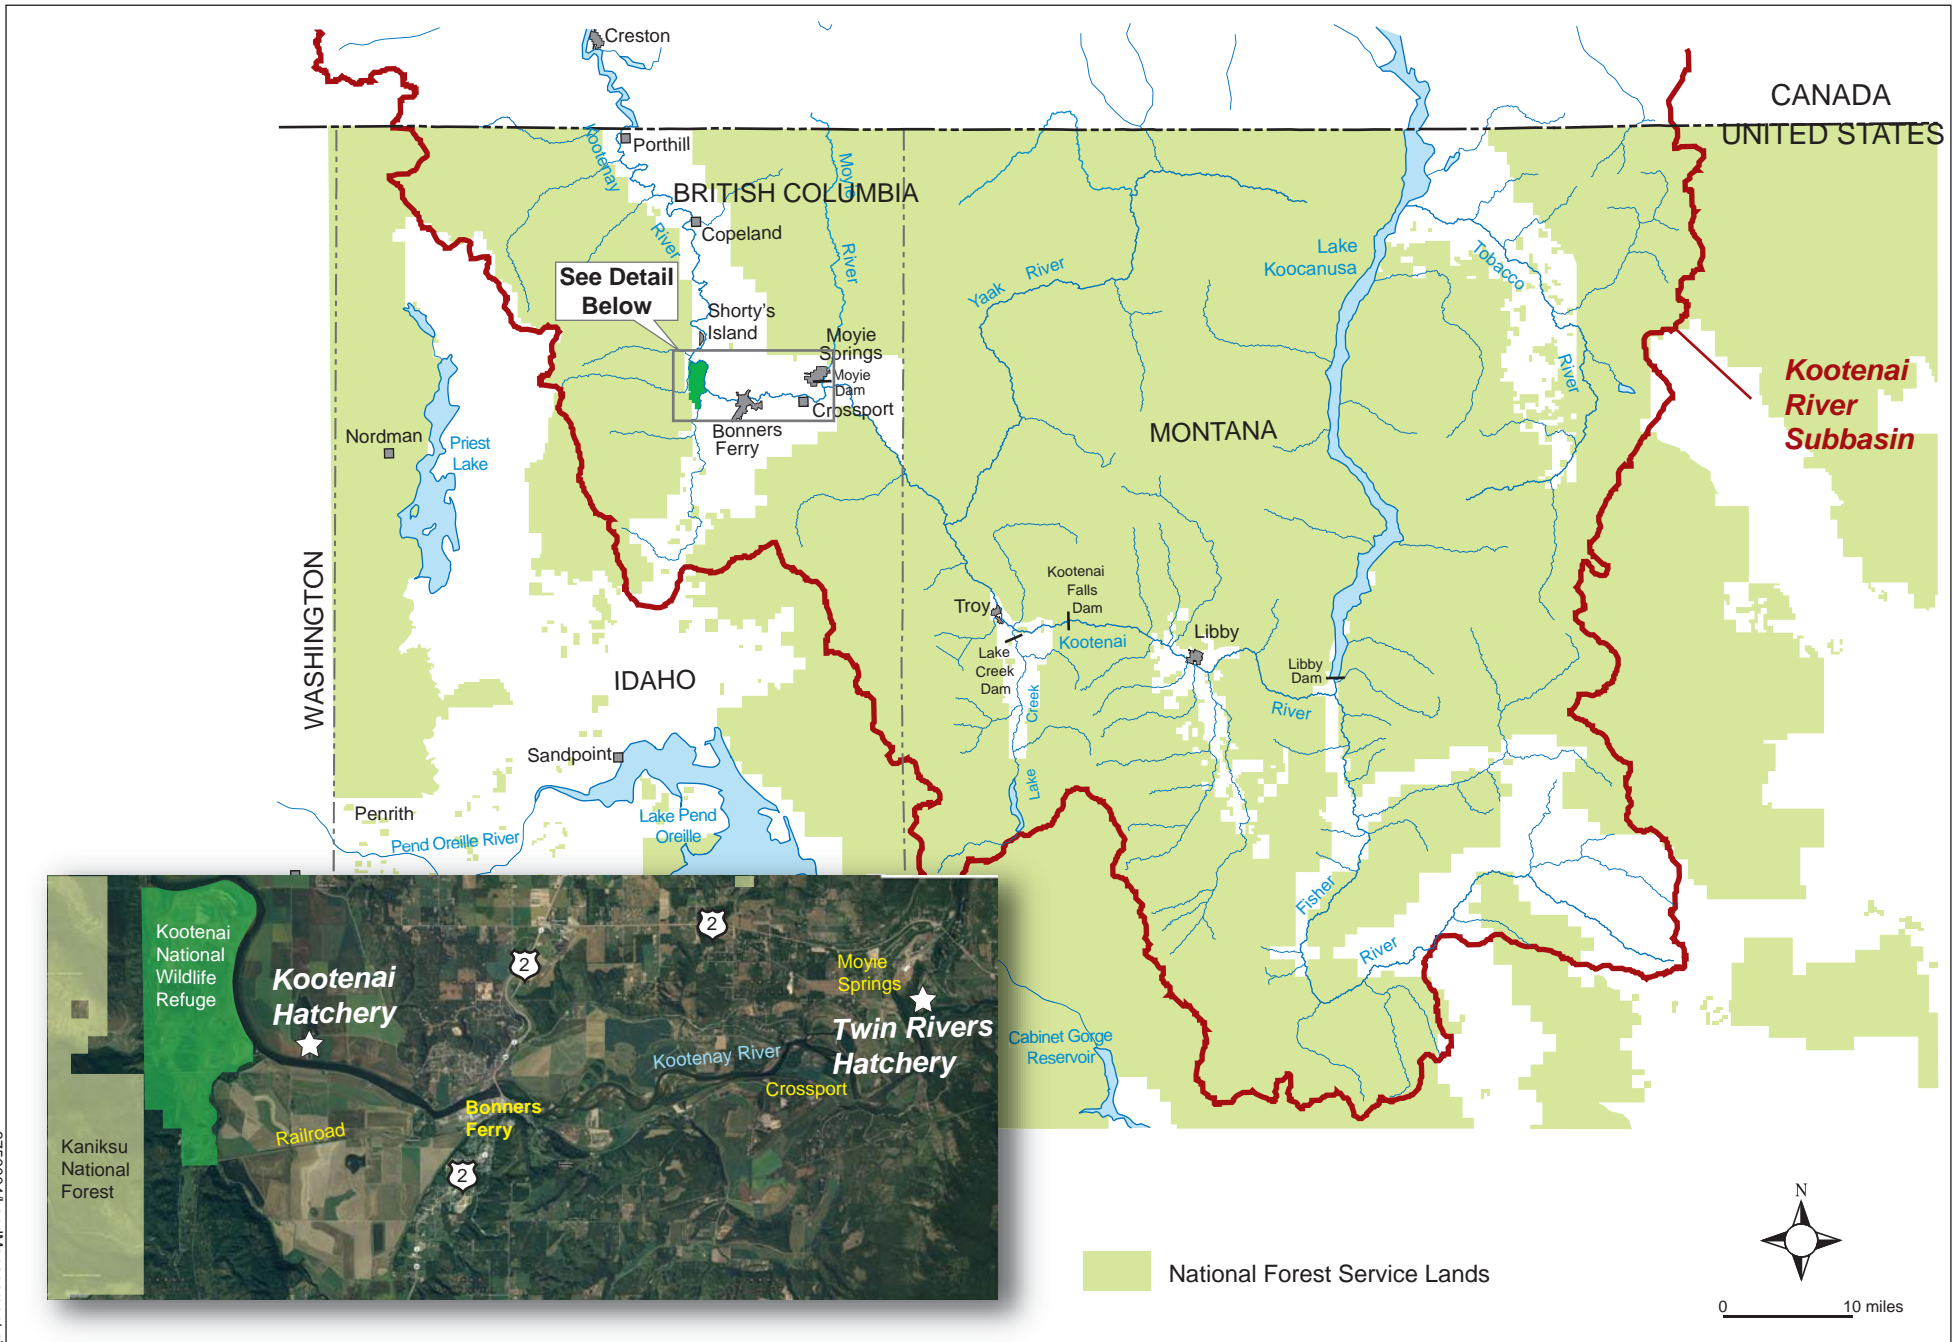 Creston
CANADA
UNITED STATES
Kootenay
River
Porthill
Moyie
River
BRITISH COLUMBIA
Copeland
See Detail
Below
Shorty's
Island
Moyie
Springs
Moyie
Dam
Crossport
Bonners
Ferry
Yaak
River
Lake
Koocanusa
Tobacco
River
Kootenai
River
Subbasin
MONTANA
Nordman
Priest
Lake
WASHINGTON
IDAHO
Troy
Kootenai
Falls
Dam
Kootenai
Lake
Creek
Dam
Creek
Lake
Libby
Libby
Dam
River
Sandpoint
Penrith
Pend Oreille River
Lake Pend
Oreille
Fisher
River
Cabinet Gorge
Reservoir
Kootenai
National
Wildlife
Refuge
Kootenai
Hatchery
2
2
Moyie
Springs
Twin Rivers
Hatchery
Kootenay River
Crossport
Bonners
Ferry
Railroad
2
Kaniksu
National
Forest
National Forest Service Lands
N
0
10 miles